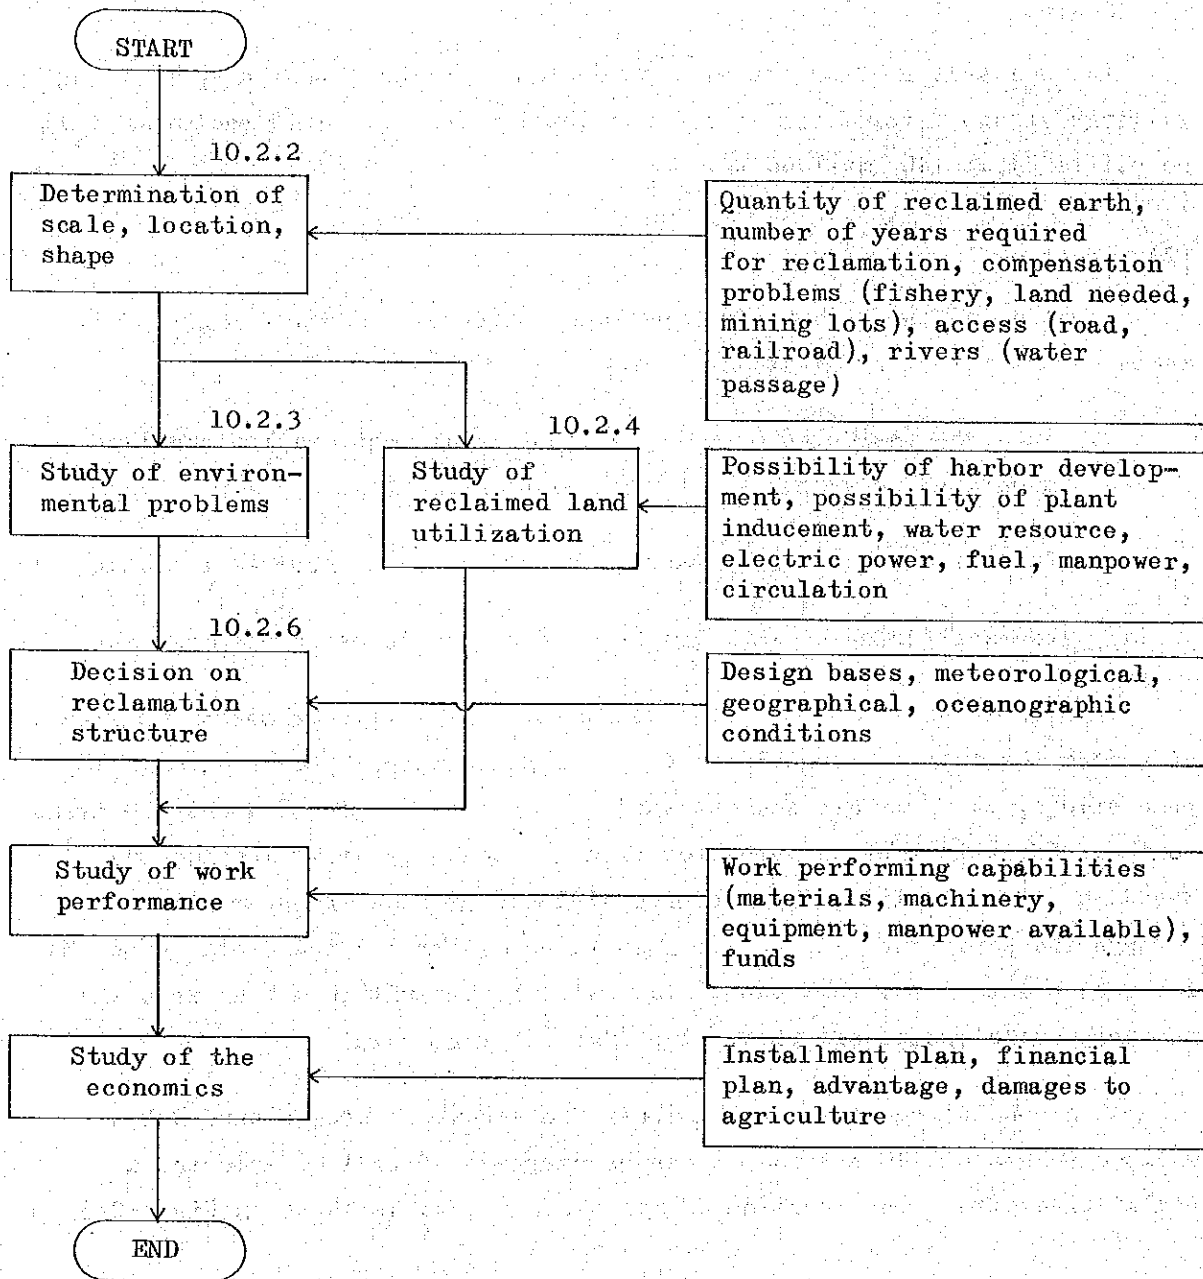 START
10.2.2
Determination of
scale, location,
shape
Quantity of reclaimed earth,
number of years required
for reclamation, compensation
problems (fishery, land needed,
mining lots), access (road,
railroad), rivers (water
passage)
10.2.3
Study of environ-
mental problems
10.2.4
Study of
reclaimed land
utilization
Possibility of harbor develop-
ment, possibility of plant
inducement, water resource,
electric power, fuel, manpower,
circulation
10.2.6
Decision on
reclamation
structure
Design bases, meteorological,
geographical, oceanographic
conditions
Study of work
performance
Work performing capabilities
(materials, machinery,
equipment, manpower available),
funds
Study of the
economics
Installment plan, financial
plan, advantage, damages to
agriculture
END